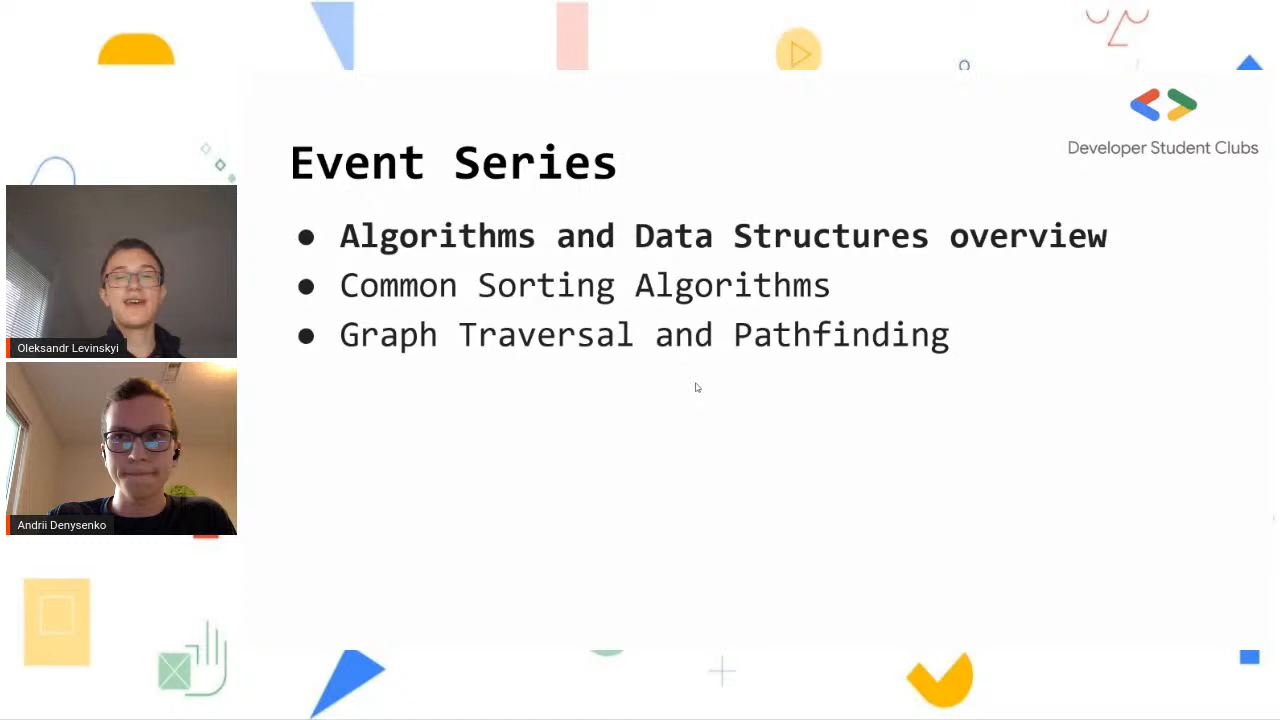 Developer Student Clubs
Event Series
● Algorithms and Data Structures overview
● Common Sorting Algorithms
● Graph Traversal and Pathfinding
Oleksandr Levinskyi
Andrii Denysenko